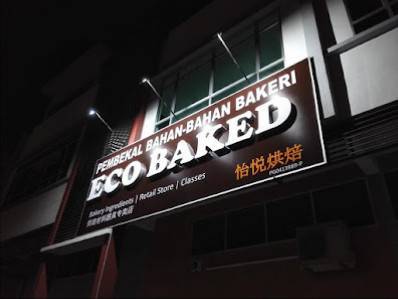 PEMBEKAL BAHAN-BAHAN BAKERI
ECO BAKED
Bakery Ingredients | Retail Store | Classes
怡悦烘焙